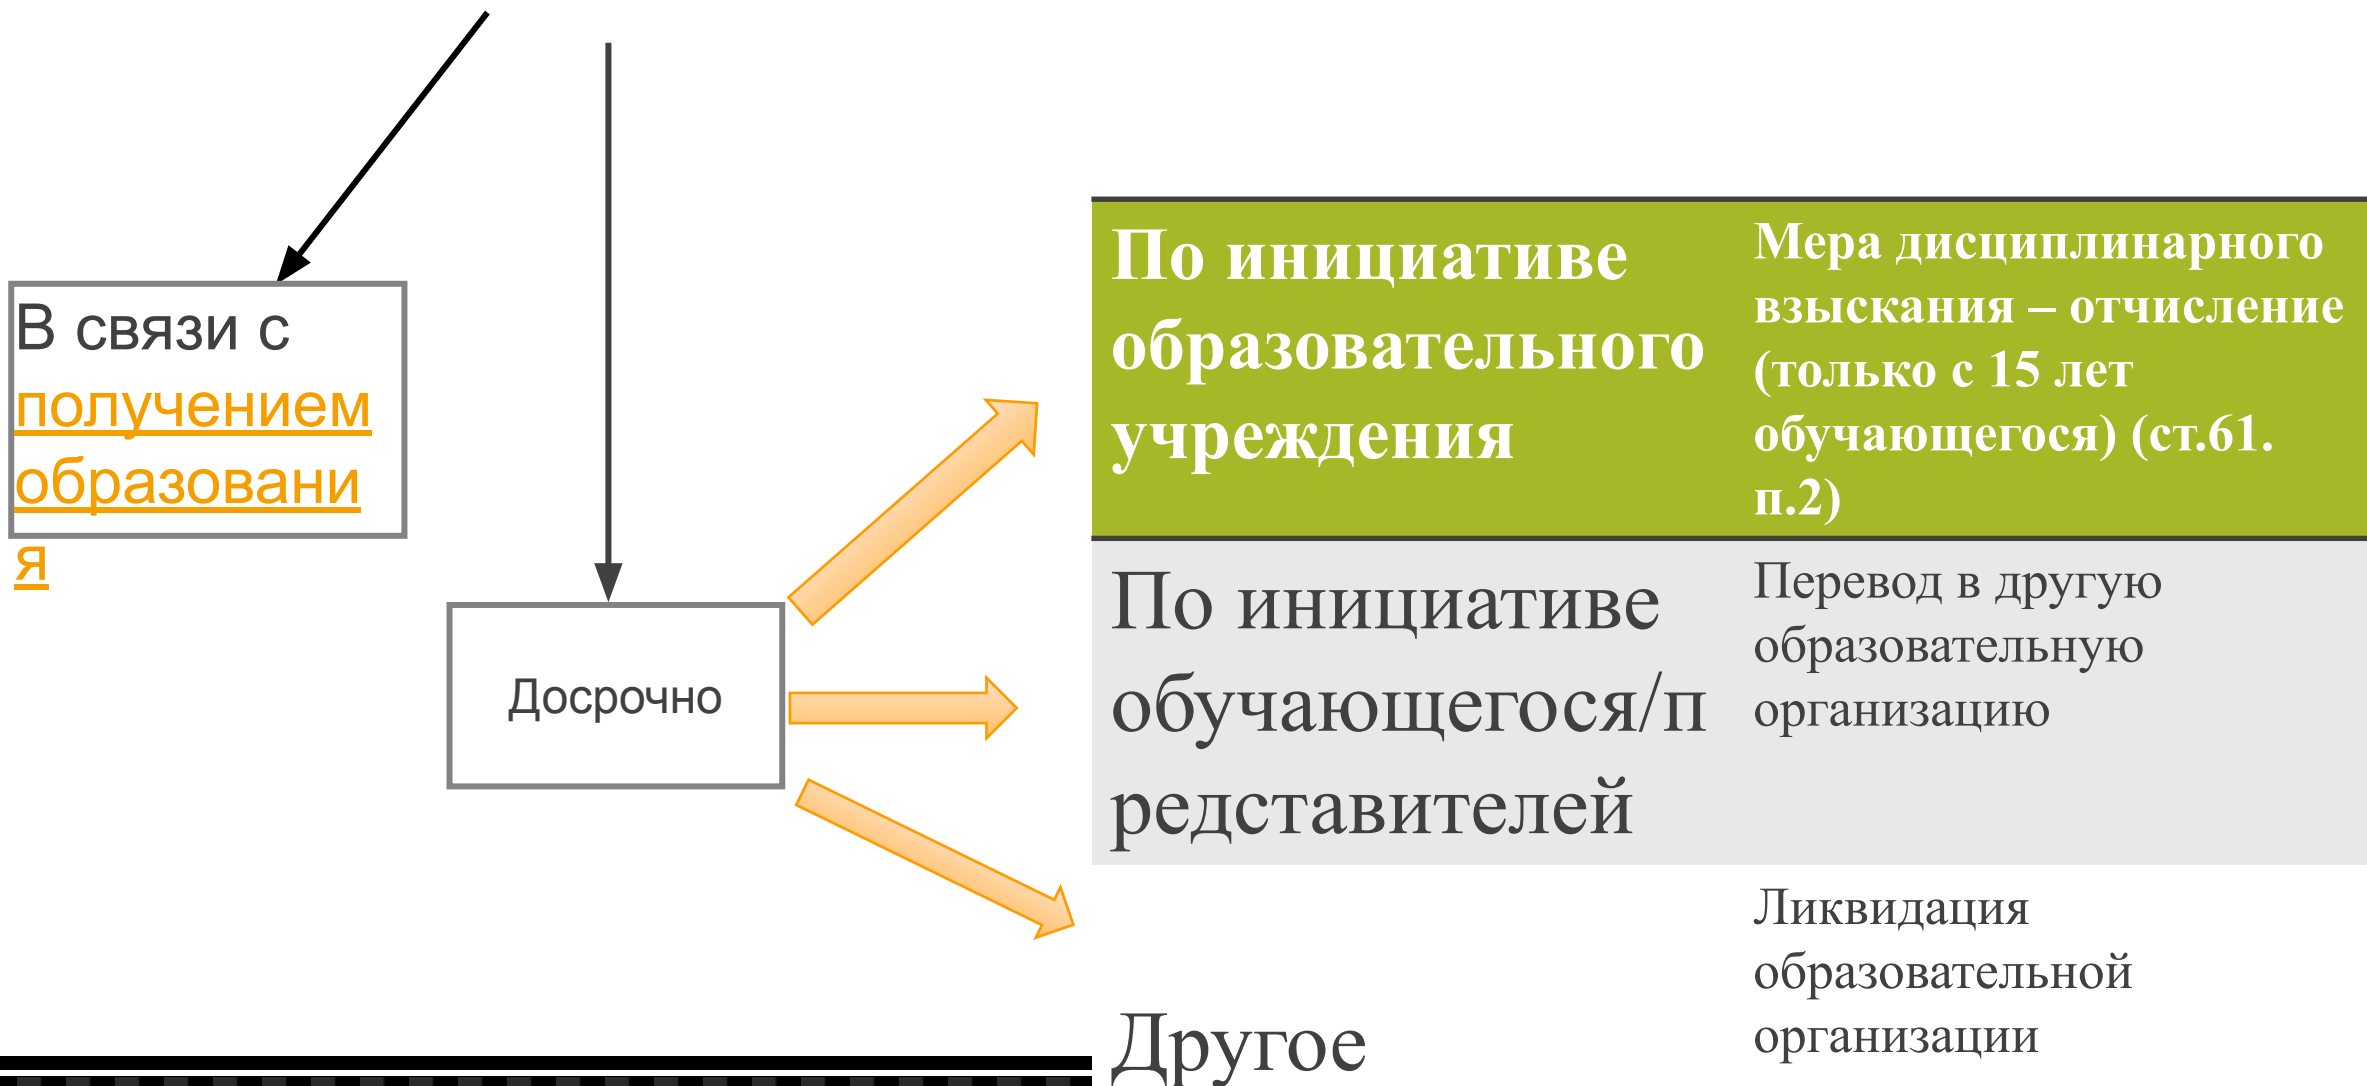 В связи с
получением
образовани
я
Досрочно
По инициативе
образовательного
учреждения
Мера дисциплинарного
взыскания – отчисление
(только с 15 лет
обучающегося) (ст.61.
п.2)
По инициативе
обучающегося/п
редставителей
Перевод в другую
образовательную
организацию
Другое
Ликвидация
образовательной
организации